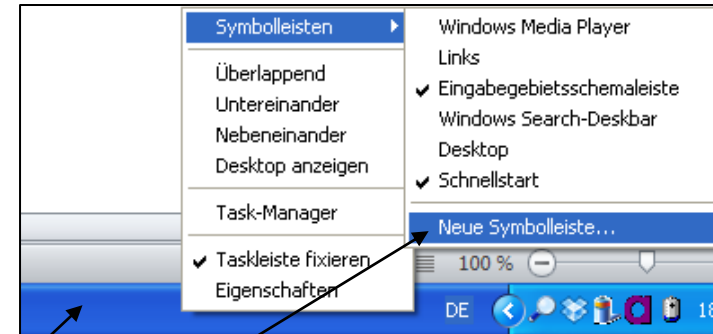 Symbolleisten
Überlappend
Untereinander
Nebeneinander
Desktop anzeigen
Task-Manager
Taskleiste fixieren
Eigenschaften
Windows Media Player
Links
Eingabegebietsschemaleiste
Windows Search-Deskbar
Desktop
Schnellstart
Neue Symbolleiste...
100 %
DE
18